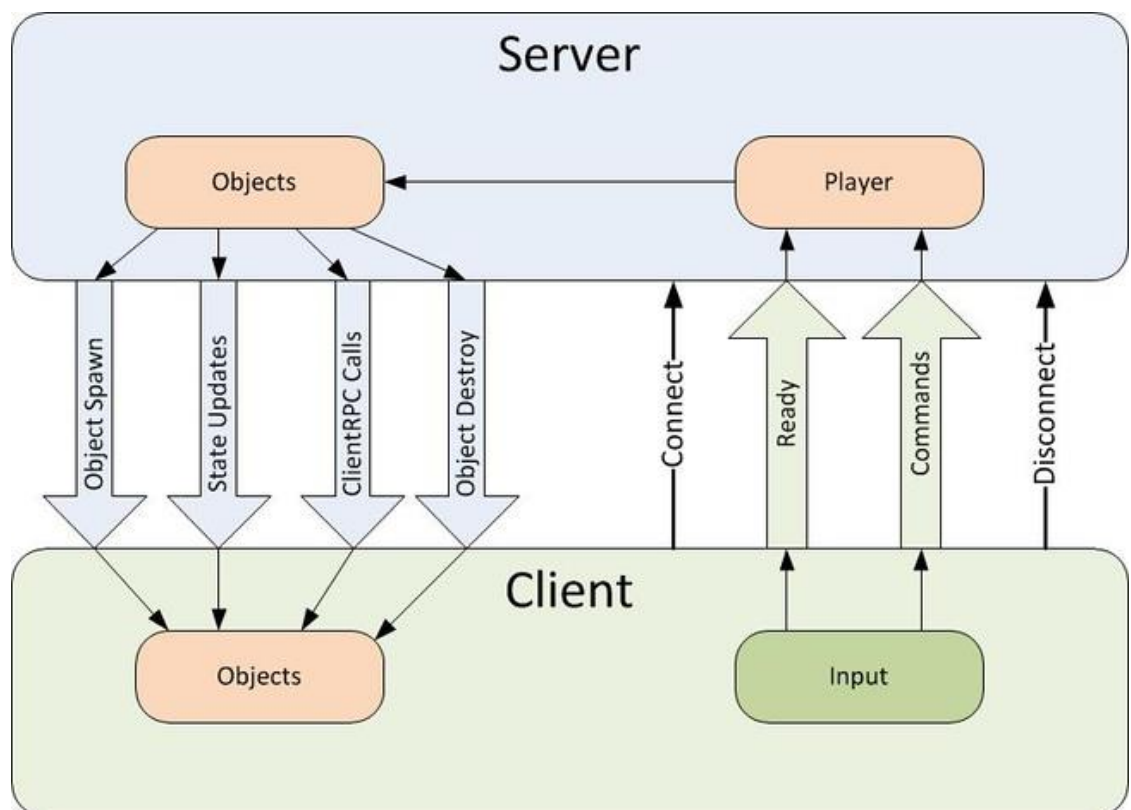 Server
Objects
Player
Object Spawn
State Updates
ClientRPC Calls
Object Destroy
Connect
Ready
Commands
Disconnect
Client
Objects
Input